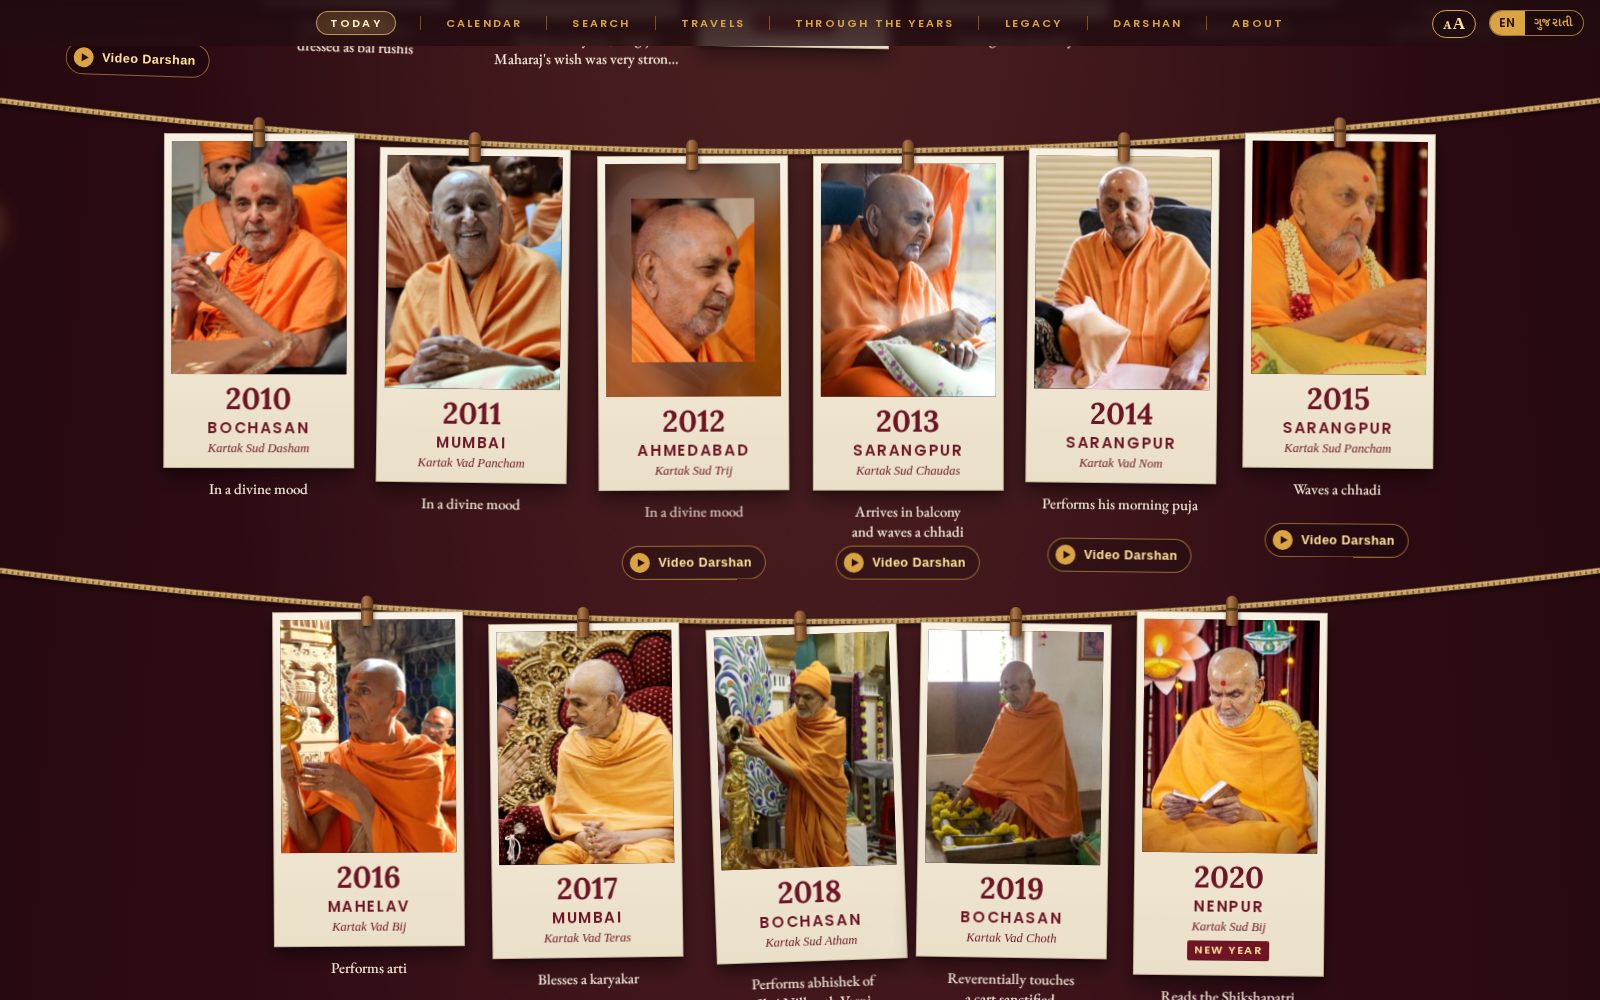 TODAY
CALENDAR
SEARCH
TRAVELS
THROUGH THE YEARS
LEGACY
DARSHAN
ABOUT
AA
EN
ગુજરાતી
Video Darshan
dressed as bal rushis
Maharaj's wish was very stron...
2010
BOCHASAN
Kartak Sud Dasham
In a divine mood
2011
MUMBAI
Kartak Vad Pancham
In a divine mood
2012
AHMEDABAD
Kartak Sud Trij
In a divine mood
Video Darshan
2013
SARANGPUR
Kartak Sud Chaudas
Arrives in balcony
and waves a chhadi
Video Darshan
2014
SARANGPUR
Kartak Vad Nom
Performs his morning puja
Video Darshan
2015
SARANGPUR
Kartak Sud Pancham
Waves a chhadi
Video Darshan
2016
MAHELAV
Kartak Vad Bij
Performs arti
2017
MUMBAI
Kartak Vad Teras
Blesses a karyakar
2018
BOCHASAN
Kartak Sud Atham
Performs abhishek of
2019
BOCHASAN
Kartak Vad Choth
Reverentially touches
a cart sanctified
2020
NENPUR
Kartak Sud Bij
NEW YEAR
Reads the Shikshapatri